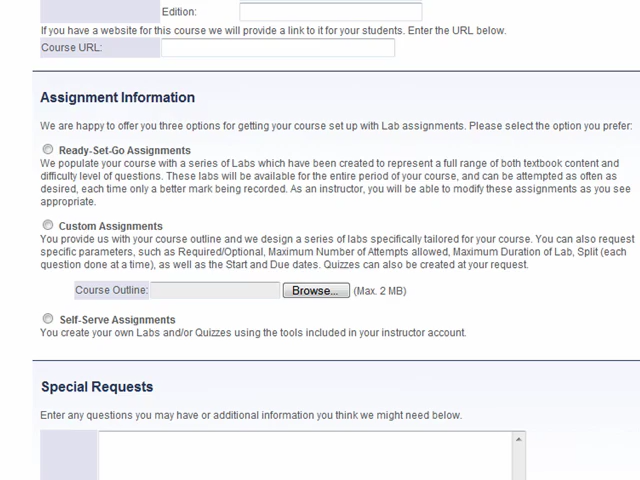 Edition:
If you have a website for this course we will provide a link to it for your students. Enter the URL below.
Course URL:
Assignment Information
We are happy to offer you three options for getting your course set up with Lab assignments. Please select the option you prefer:
Ready-Set-Go Assignments
We populate your course with a series of Labs which have been created to represent a full range of both textbook content and
difficulty level of questions. These labs will be available for the entire period of your course, and can be attempted as often as
desired, each time only a better mark being recorded. As an instructor, you will be able to modify these assignments as you see
appropriate.
Custom Assignments
You provide us with your course outline and we design a series of labs specifically tailored for your course. You can also request
specific parameters, such as Required/Optional, Maximum Number of Attempts allowed, Maximum Duration of Lab, Split (each
question done at a time), as well as the Start and Due dates. Quizzes can also be created at your request.
Course Outline: Browse... (Max. 2 MB)
Self-Serve Assignments
You create your own Labs and/or Quizzes using the tools included in your instructor account.
Special Requests
Enter any questions you may have or additional information you think we might need below.